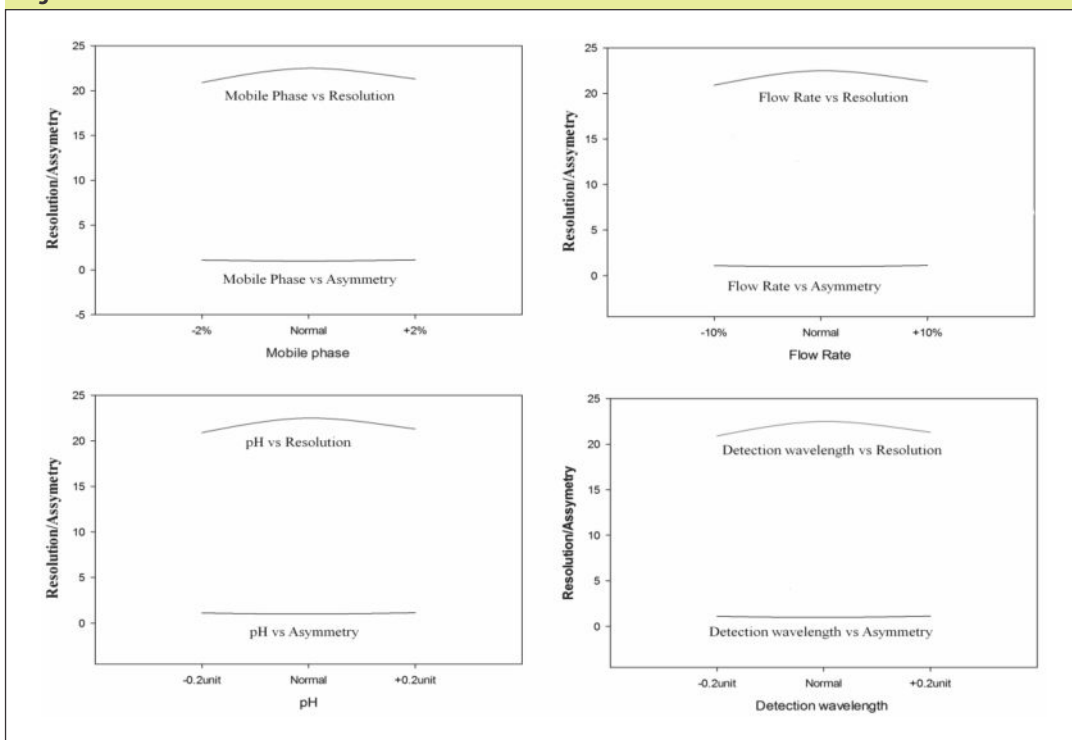 25
20
15
10
5
0
-5
Resolution/Assymetry
Mobile Phase vs Resolution
Mobile Phase vs Asymmetry
-2%
Normal
+2%
Mobile phase
25
20
15
10
5
0
Resolution/Assymetry
Flow Rate vs Resolution
Flow Rate vs Asymmetry
-10%
Normal
+10%
Flow Rate
25
20
15
10
5
0
Resolution/Assymetry
pH vs Resolution
pH vs Asymmetry
-0.2unit
Normal
+0.2unit
pH
25
20
15
10
5
0
Resolution/Assymetry
Detection wavelength vs Resolution
Detection wavelength vs Asymmetry
-0.2unit
Normal
+0.2unit
Detection wavelength